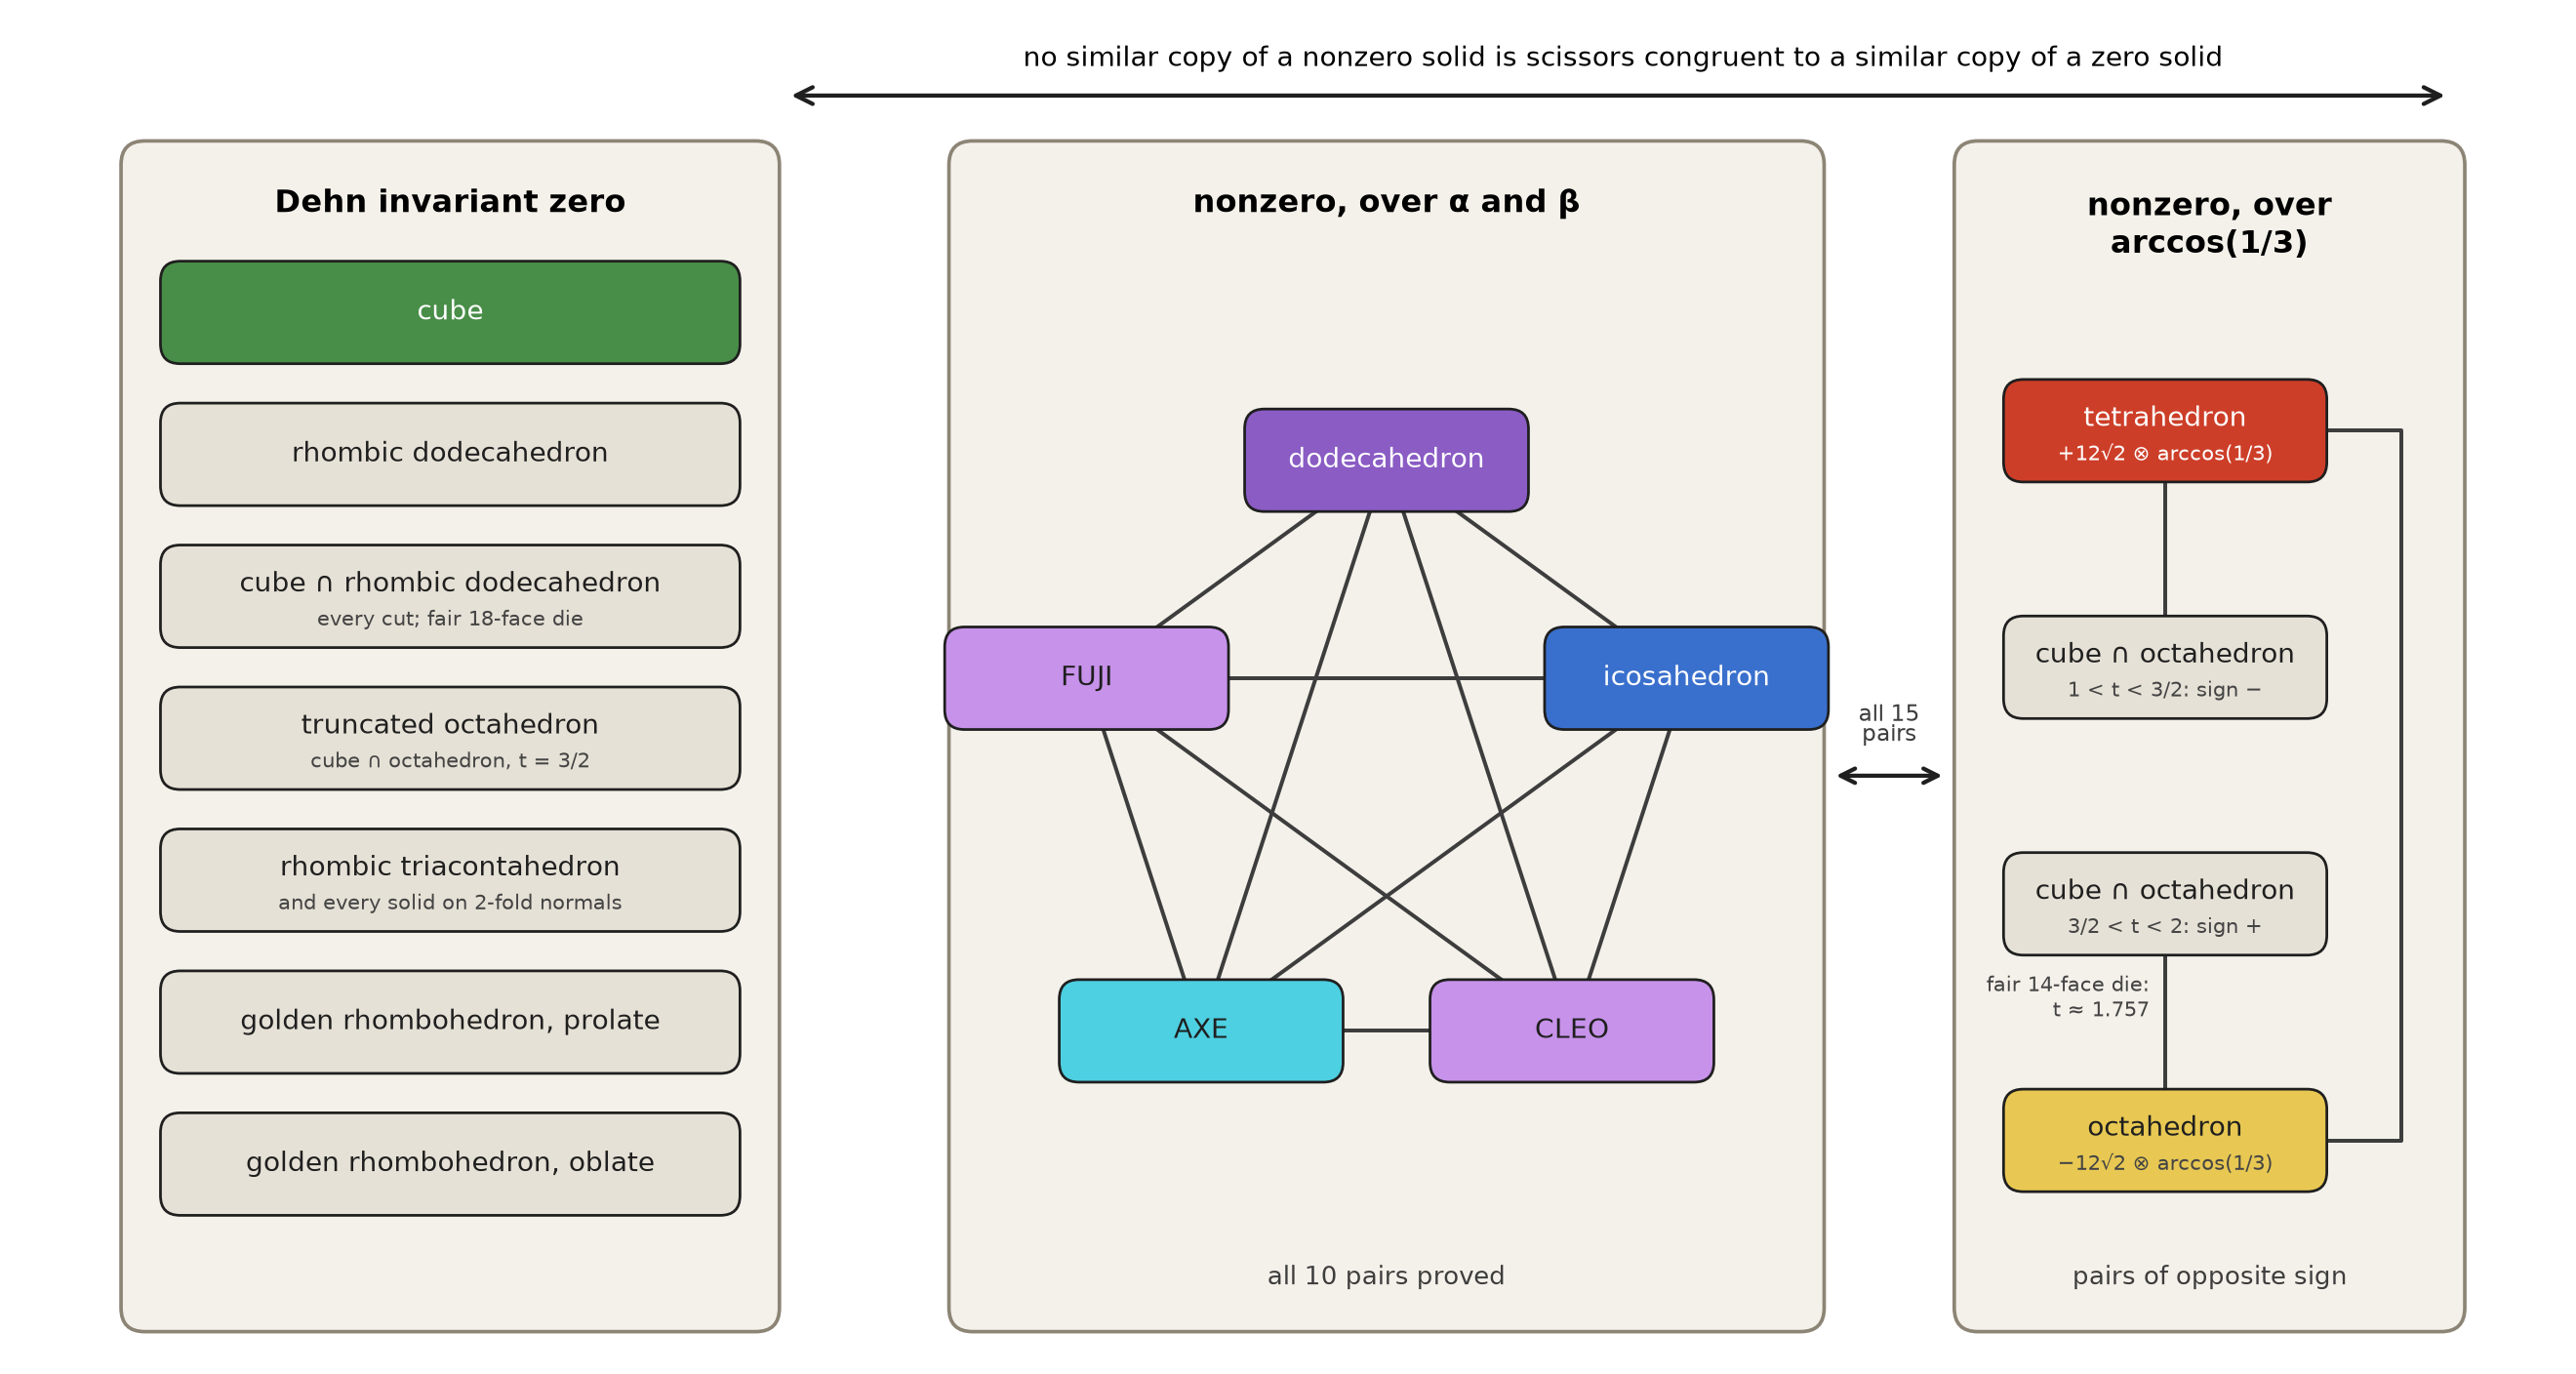 no similar copy of a nonzero solid is scissors congruent to a similar copy of a zero solid
Dehn invariant zero
cube
rhombic dodecahedron
cube ∩ rhombic dodecahedron
every cut; fair 18-face die
truncated octahedron
cube ∩ octahedron, t = 3/2
rhombic triacontahedron
and every solid on 2-fold normals
golden rhombohedron, prolate
golden rhombohedron, oblate
nonzero, over α and β
dodecahedron
FUJI
icosahedron
AXE
CLEO
all 10 pairs proved
all 15
pairs
nonzero, over
arccos(1/3)
tetrahedron
+12√2 ⊗ arccos(1/3)
cube ∩ octahedron
1 < t < 3/2: sign −
cube ∩ octahedron
3/2 < t < 2: sign +
fair 14-face die:
t ≈ 1.757
octahedron
−12√2 ⊗ arccos(1/3)
pairs of opposite sign